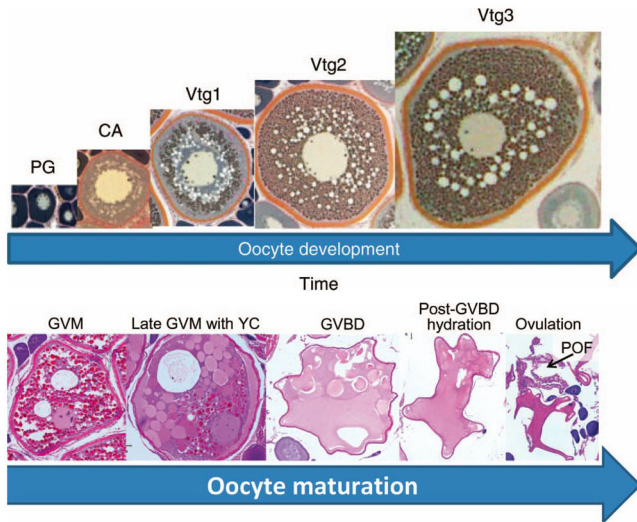 PG
CA
Vtg1
Vtg2
Vtg3
Oocyte development
Time
GVM
Late GVM with YC
GVBD
Post-GVBD
hydration
Ovulation
POF
Oocyte maturation